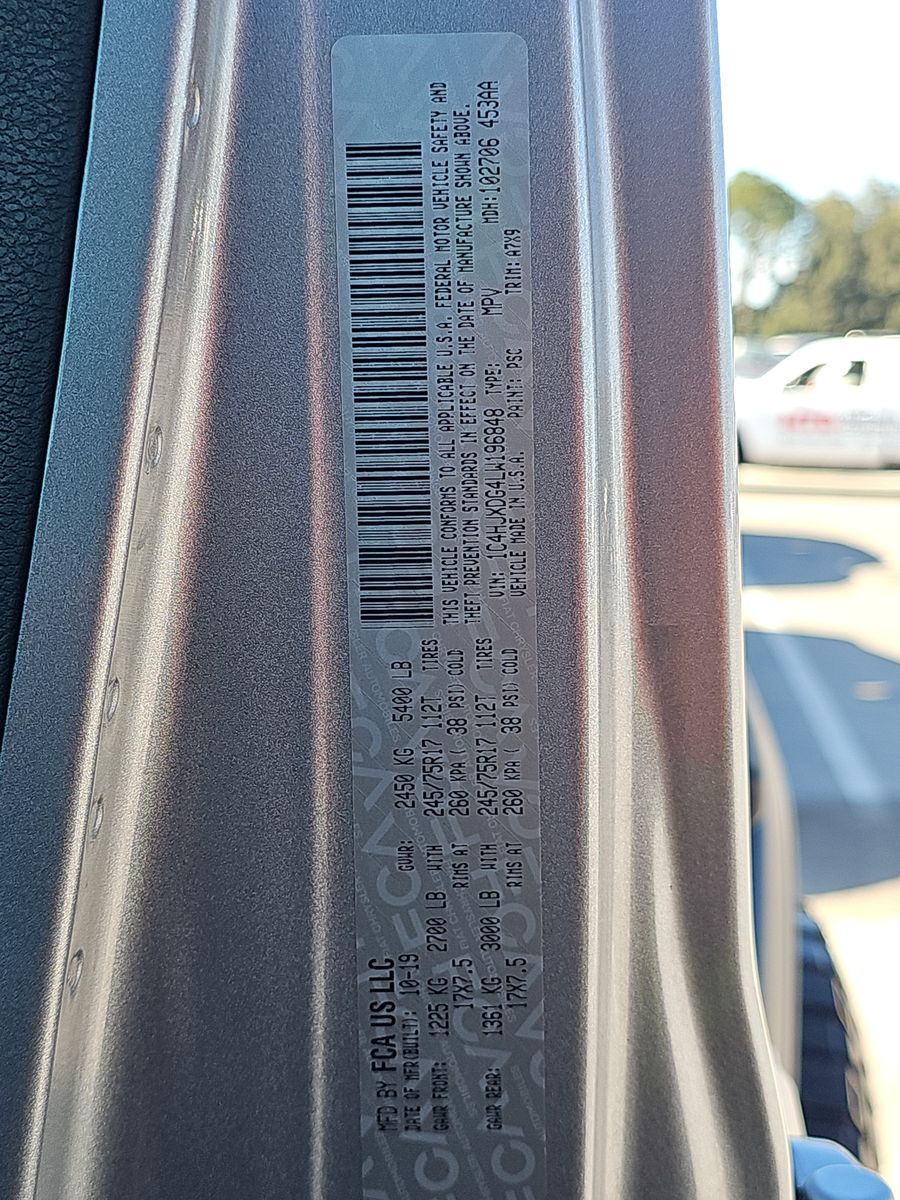 MFD BY FCA US LLC
DATE OF MFR(BUILT): 10-19 GVWR: 2450 KG 5400 LB
GAWR FRONT: 1225 KG 2700 LB WITH 245/75R17 112T TIRES
17X7.5 RIMS AT 260 KPA ( 38 PSI) COLD
GAWR REAR: 1361 KG 3000 LB WITH 245/75R17 112T TIRES
17X7.5 RIMS AT 260 KPA ( 38 PSI) COLD
THIS VEHICLE CONFORMS TO ALL APPLICABLE U.S.A. FEDERAL MOTOR VEHICLE SAFETY AND
THEFT PREVENTION STANDARDS IN EFFECT ON THE DATE OF MANUFACTURE SHOWN ABOVE.
VIN: 1C4HJXDG4LW196848 TYPE: MPV MDH:102706 453AA
VEHICLE MADE IN U.S.A. PAINT: PSC TRIM: A7X9